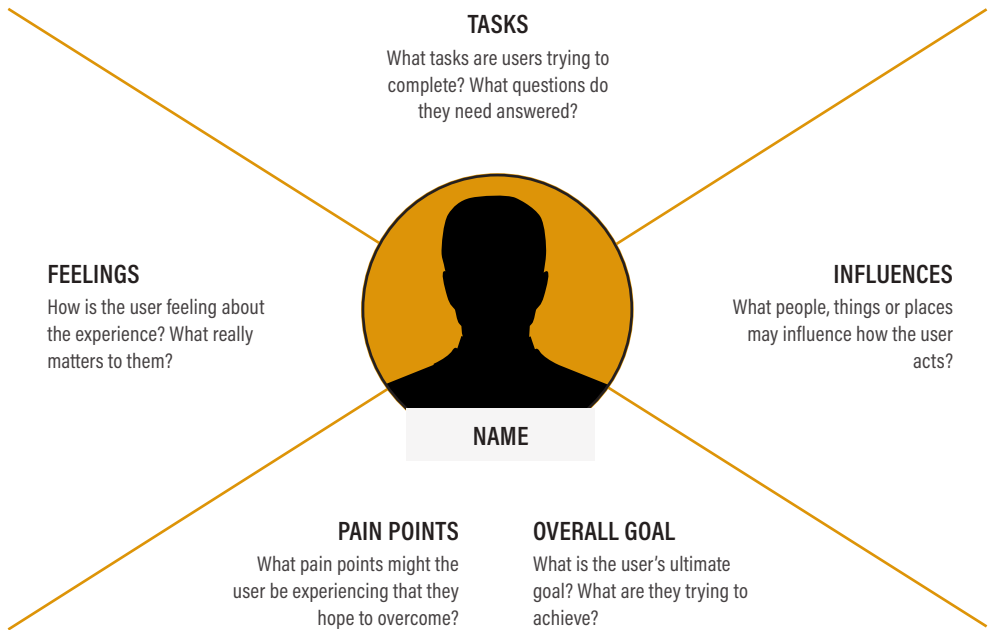 TASKS
What tasks are users trying to
complete? What questions do
they need answered?
FEELINGS
How is the user feeling about
the experience? What really
matters to them?
INFLUENCES
What people, things or places
may influence how the user
acts?
NAME
PAIN POINTS
What pain points might the
user be experiencing that they
hope to overcome?
OVERALL GOAL
What is the user’s ultimate
goal? What are they trying to
achieve?